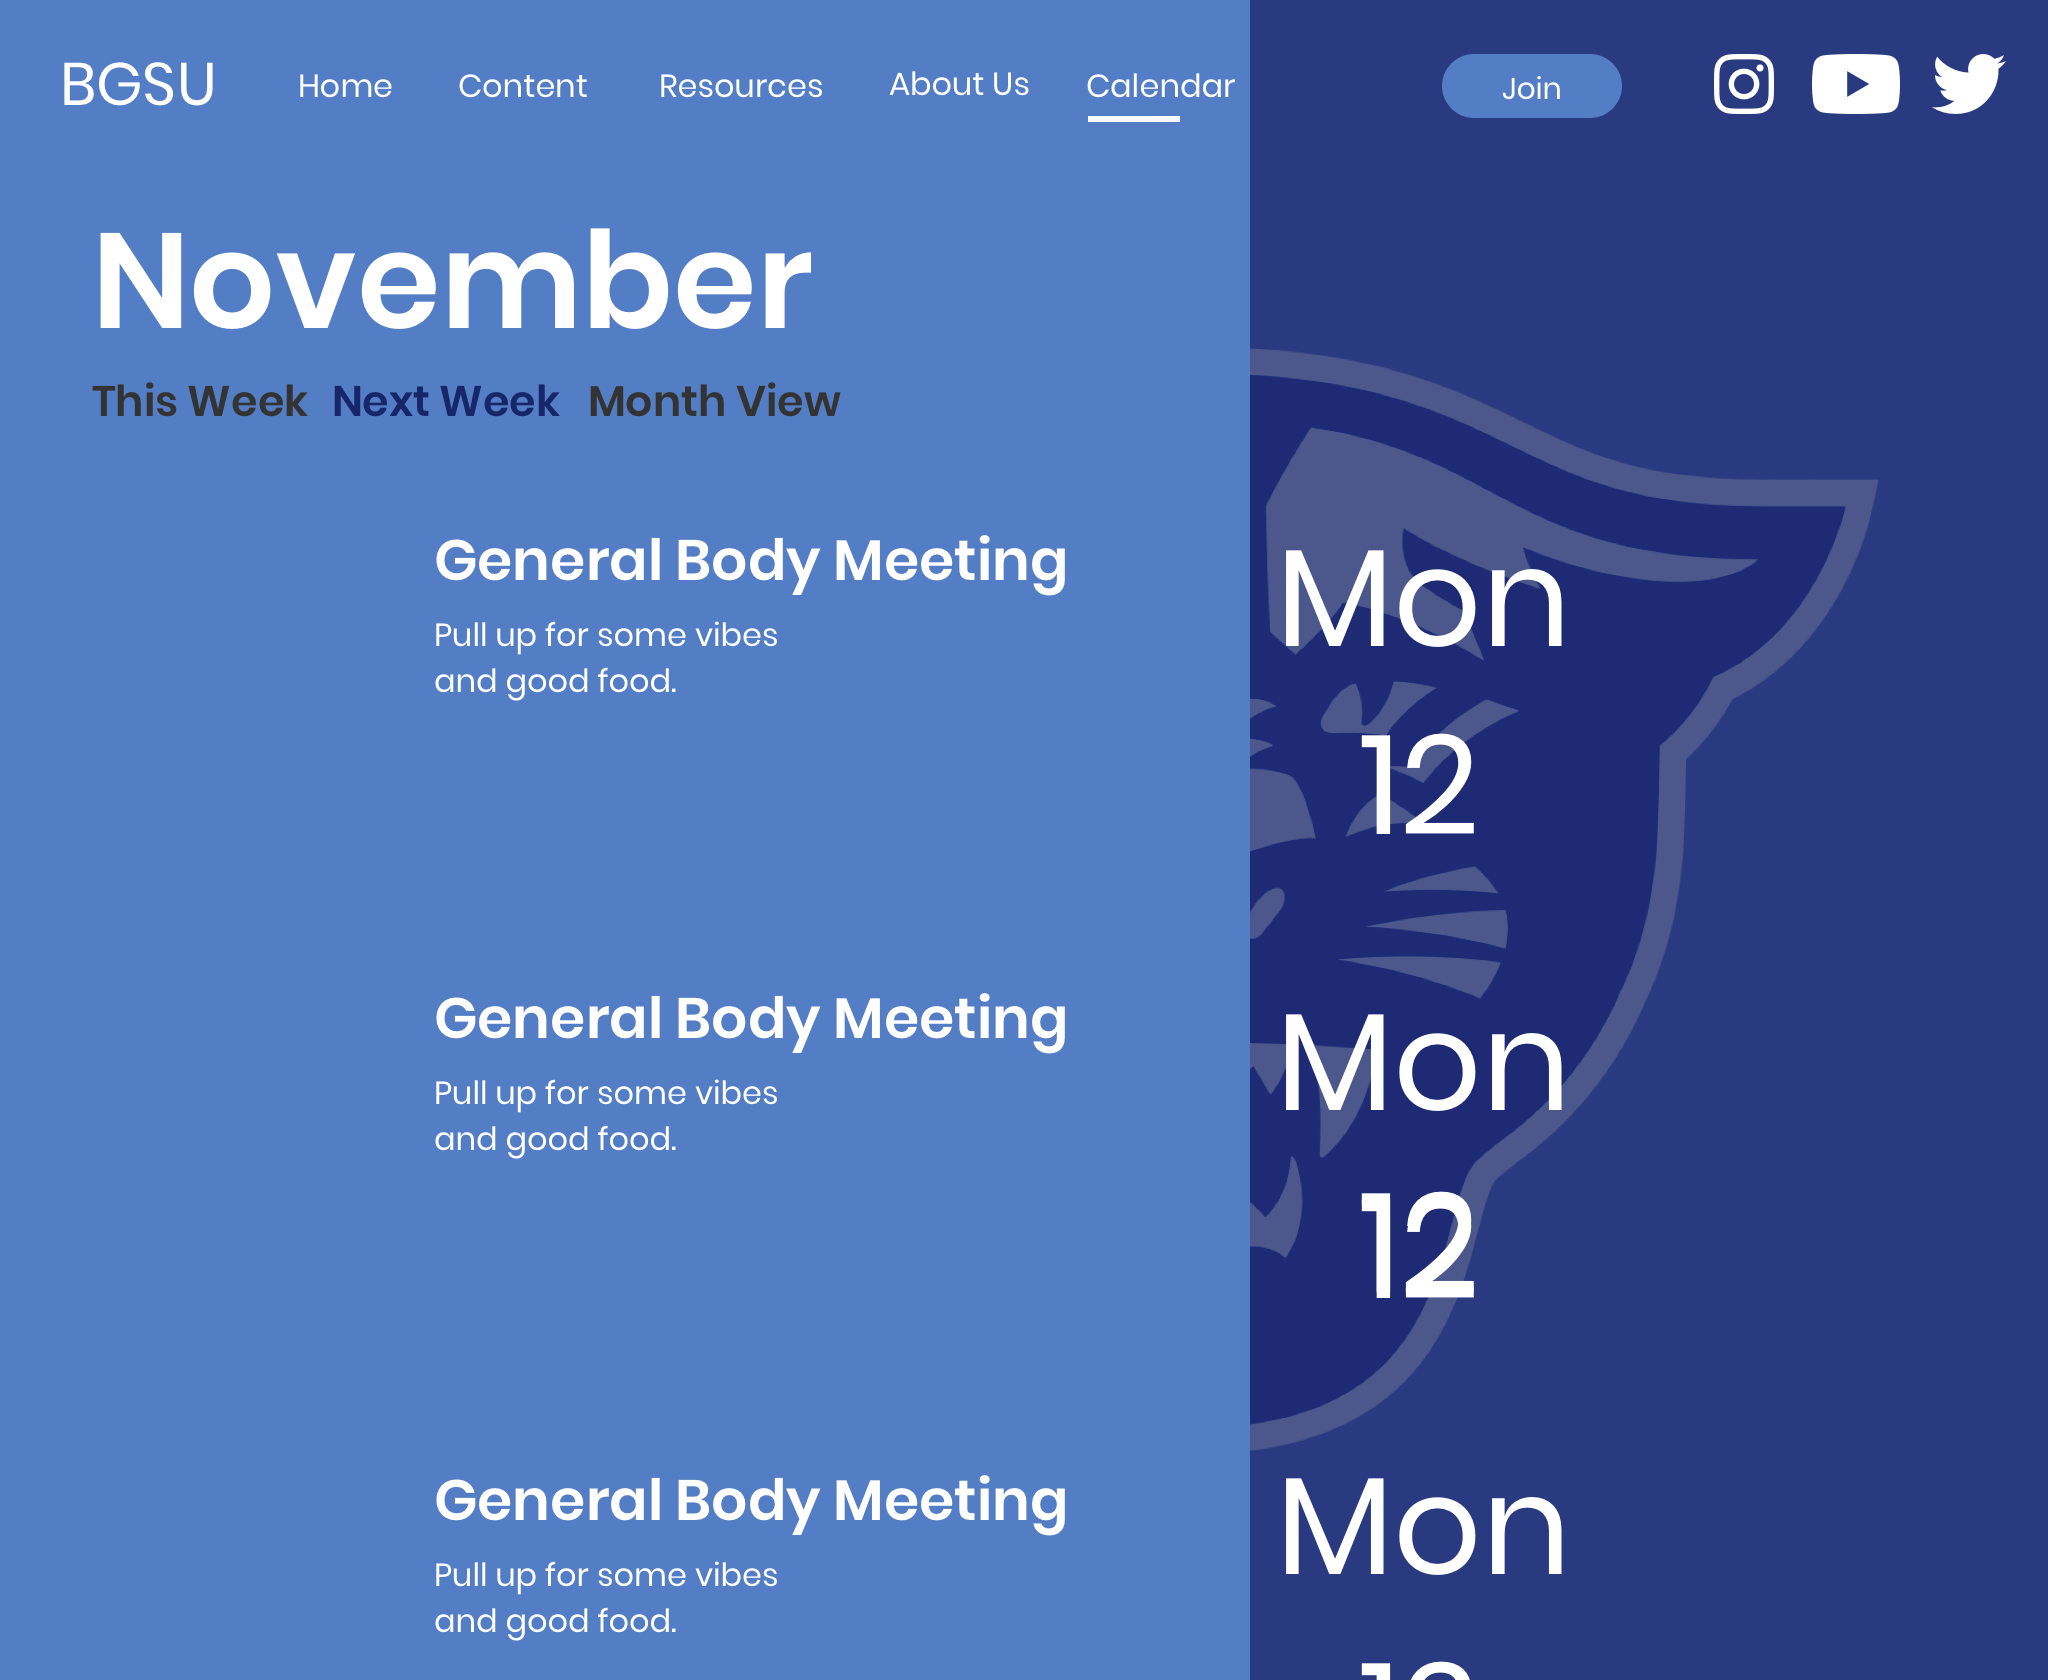 BGSU Home Content Resources About Us Calendar Join
November
This Week Next Week Month View
General Body Meeting
Pull up for some vibes
and good food.
Mon
12
General Body Meeting
Pull up for some vibes
and good food.
Mon
12
General Body Meeting
Pull up for some vibes
and good food.
Mon